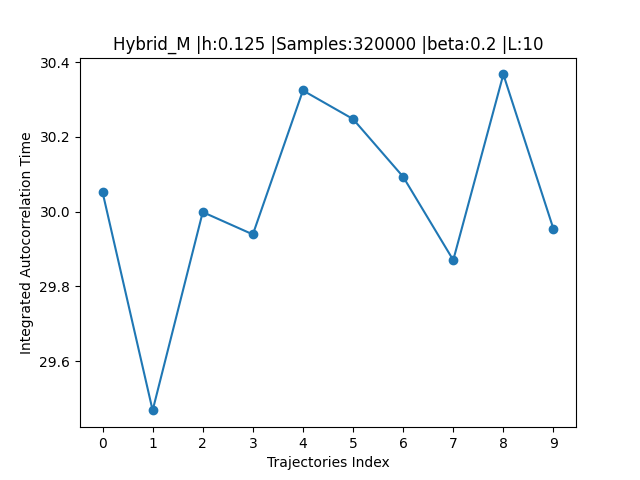 Hybrid_M |h:0.125 |Samples:320000 |beta:0.2 |L:10
30.4
30.2
30.0
29.8
29.6
Integrated Autocorrelation Time
0 1 2 3 4 5 6 7 8 9
Trajectories Index